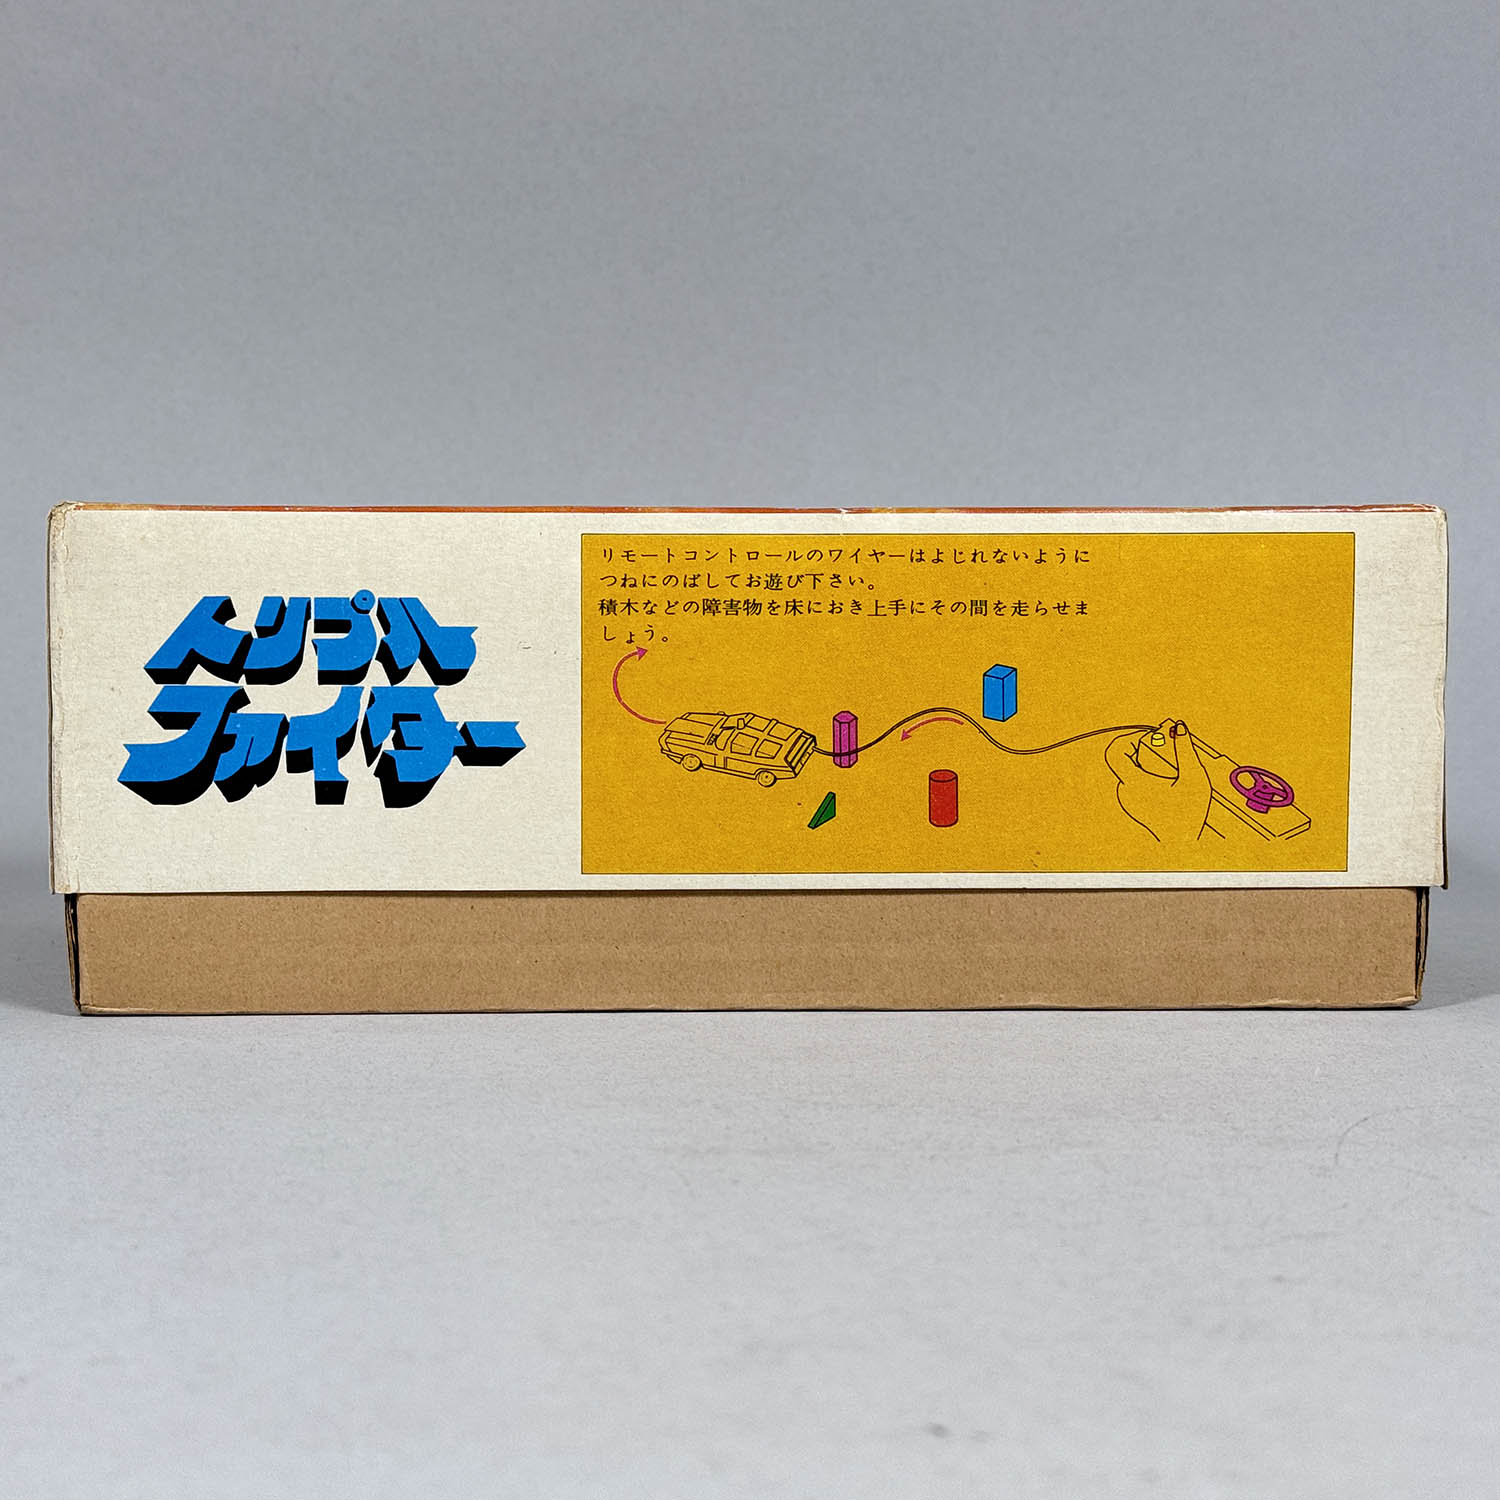 トリプル
ファイター
リモートコントロールのワイヤーはよじれないように
つねにのばしてお遊び下さい。
積木などの障害物を床におき上手にその間を走らせま
しょう。